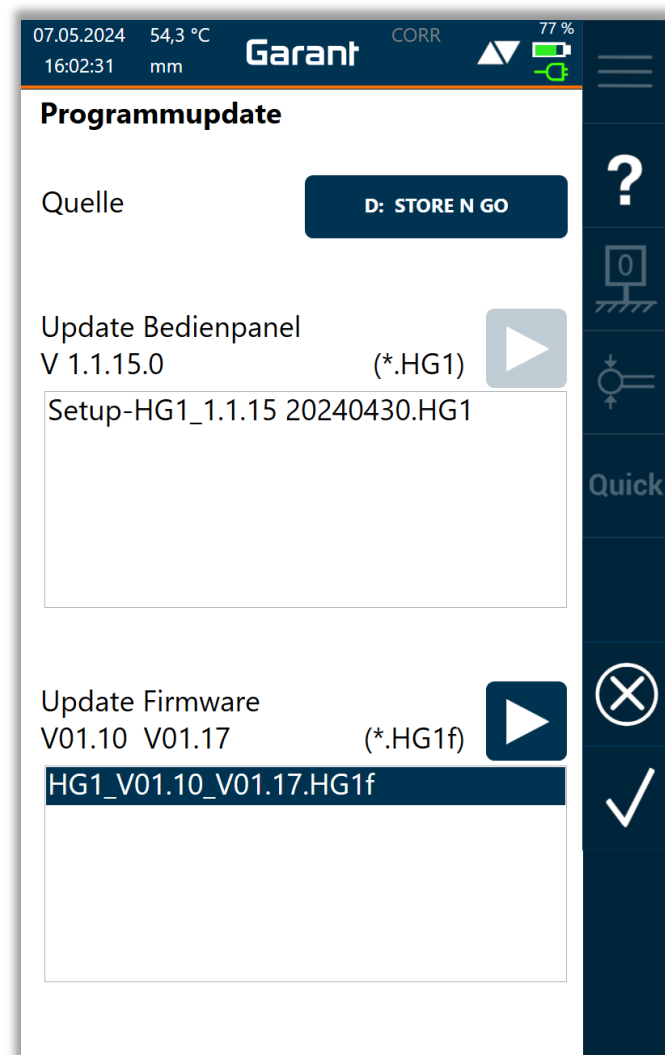 07.05.2024 54,3 °C Garant CORR 77 %
16:02:31 mm
Programmupdate
?
Quelle D: STORE N GO
0
Update Bedienpanel
V 1.1.15.0 (*.HG1)
Setup-HG1_1.1.15 20240430.HG1
Quick
Update Firmware
V01.10 V01.17 (*.HG1f)
HG1_V01.10_V01.17.HG1f